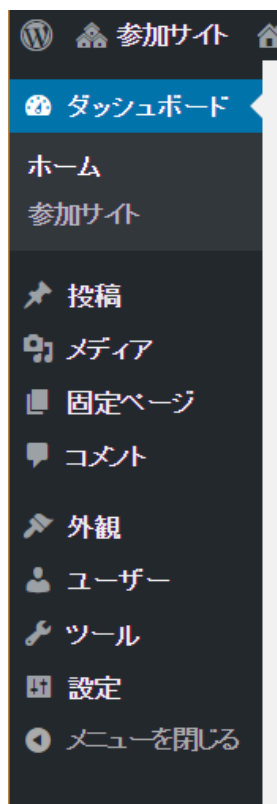 参加サイト
ダッシュボード
ホーム
参加サイト
投稿
メディア
固定ページ
コメント
外観
ユーザー
ツール
設定
メニューを閉じる